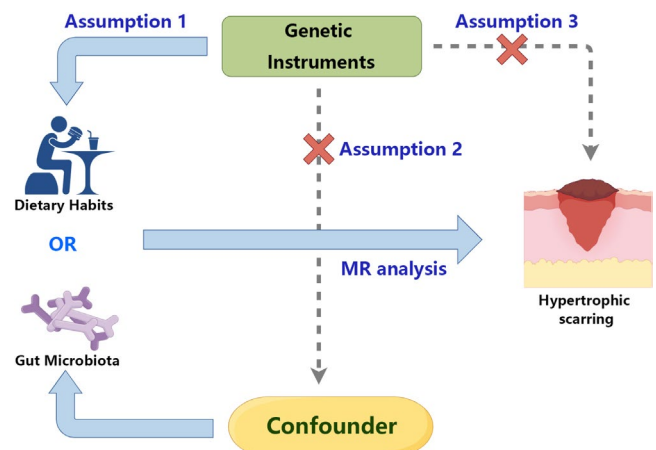 Assumption 1
Genetic
Instruments
Assumption 3
Assumption 2
Dietary Habits
OR
MR analysis
Hypertrophic
scarring
Gut Microbiota
Confounder